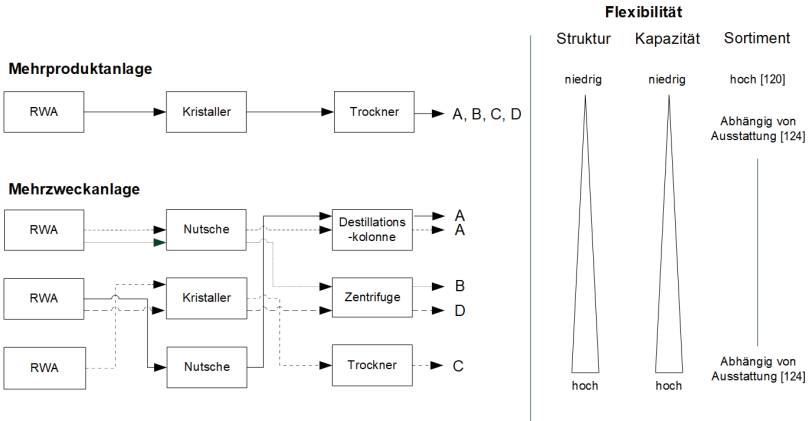 Flexibilität
Struktur Kapazität Sortiment
Mehrproduktanlage
niedrig niedrig hoch [120]
RWA Kristaller Trockner A, B, C, D
Abhängig von
Ausstattung [124]
Mehrzweckanlage
RWA Nutsche Destillations
-kolonne
A
A
RWA Kristaller Zentrifuge
B
D
RWA Nutsche Trockner C
Abhängig von
Ausstattung [124]
hoch hoch